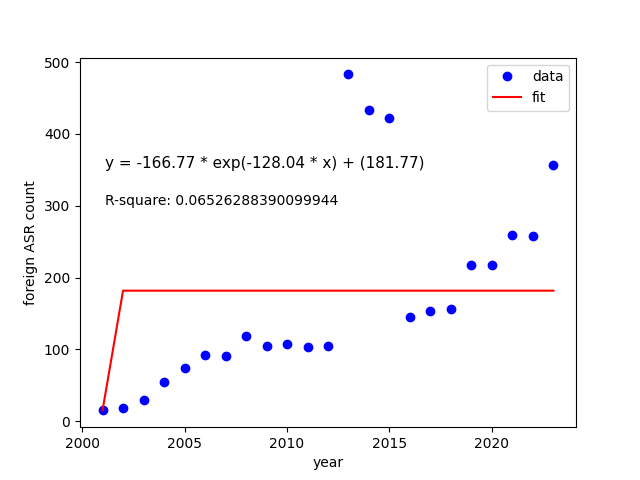 500
400
300
200
100
0
foreign ASR count
data
fit
y = -166.77 * exp(-128.04 * x) + (181.77)
R-square: 0.06526288390099944
2000 2005 2010 2015 2020
year